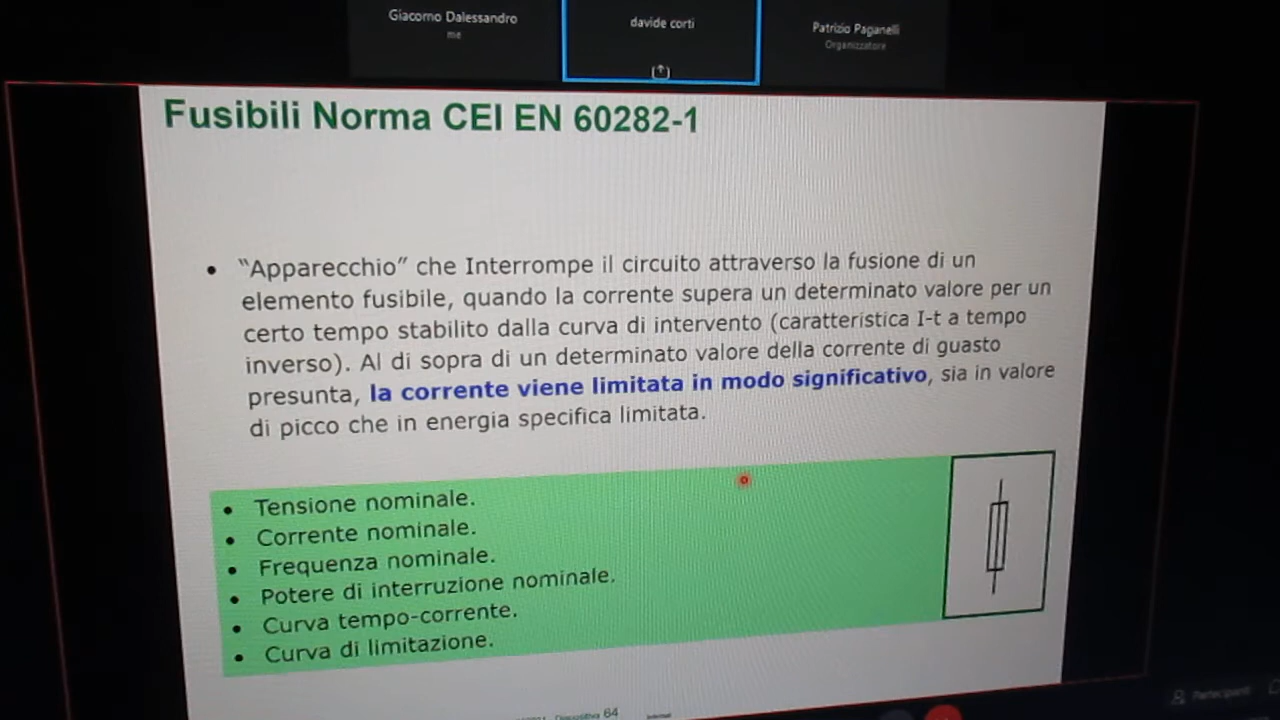 Giacomo Dalessandro
me
davide corti
Patrizio Paganelli
Organizzatore
Fusibili Norma CEI EN 60282-1
• “Apparecchio” che Interrompe il circuito attraverso la fusione di un
elemento fusibile, quando la corrente supera un determinato valore per un
certo tempo stabilito dalla curva di intervento (caratteristica I-t a tempo
inverso). Al di sopra di un determinato valore della corrente di guasto
presunta, la corrente viene limitata in modo significativo, sia in valore
di picco che in energia specifica limitata.
• Tensione nominale.
• Corrente nominale.
• Frequenza nominale.
• Potere di interruzione nominale.
• Curva tempo-corrente.
• Curva di limitazione.
Diapositiva 64
Partecipanti